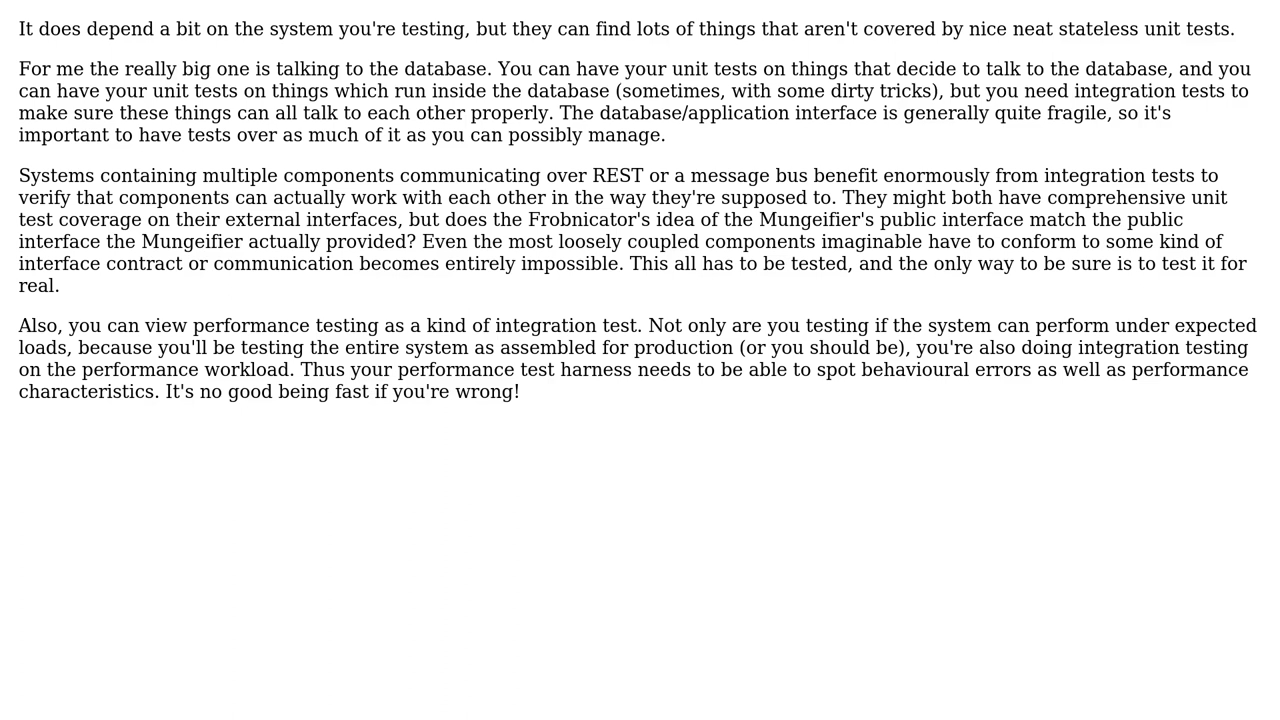 It does depend a bit on the system you're testing, but they can find lots of things that aren't covered by nice neat stateless unit tests.
For me the really big one is talking to the database. You can have your unit tests on things that decide to talk to the database, and you
can have your unit tests on things which run inside the database (sometimes, with some dirty tricks), but you need integration tests to
make sure these things can all talk to each other properly. The database/application interface is generally quite fragile, so it's
important to have tests over as much of it as you can possibly manage.
Systems containing multiple components communicating over REST or a message bus benefit enormously from integration tests to
verify that components can actually work with each other in the way they're supposed to. They might both have comprehensive unit
test coverage on their external interfaces, but does the Frobnicator's idea of the Mungeifier's public interface match the public
interface the Mungeifier actually provided? Even the most loosely coupled components imaginable have to conform to some kind of
interface contract or communication becomes entirely impossible. This all has to be tested, and the only way to be sure is to test it for
real.
Also, you can view performance testing as a kind of integration test. Not only are you testing if the system can perform under expected
loads, because you'll be testing the entire system as assembled for production (or you should be), you're also doing integration testing
on the performance workload. Thus your performance test harness needs to be able to spot behavioural errors as well as performance
characteristics. It's no good being fast if you're wrong!